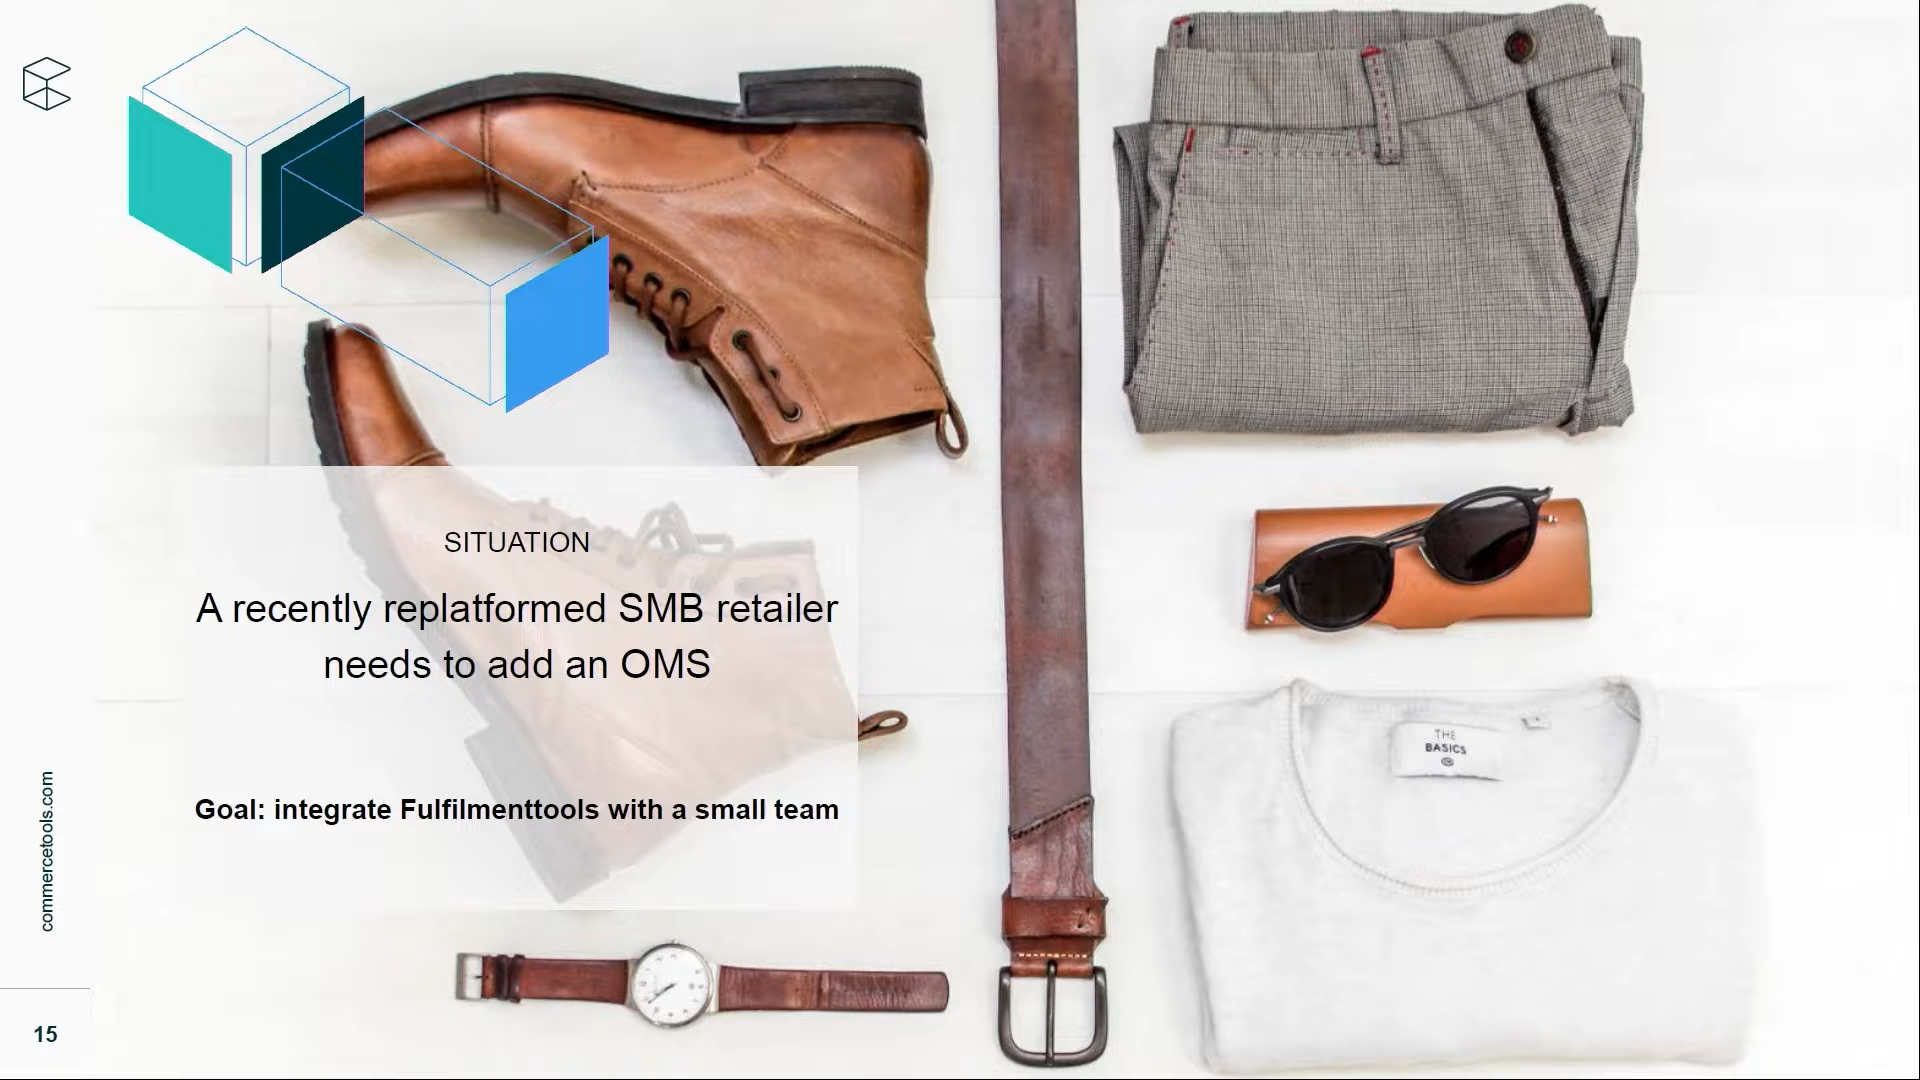 SITUATION
A recently replatformed SMB retailer
needs to add an OMS
Goal: integrate Fulfilmenttools with a small team
THE
BASICS
commercetools.com
15